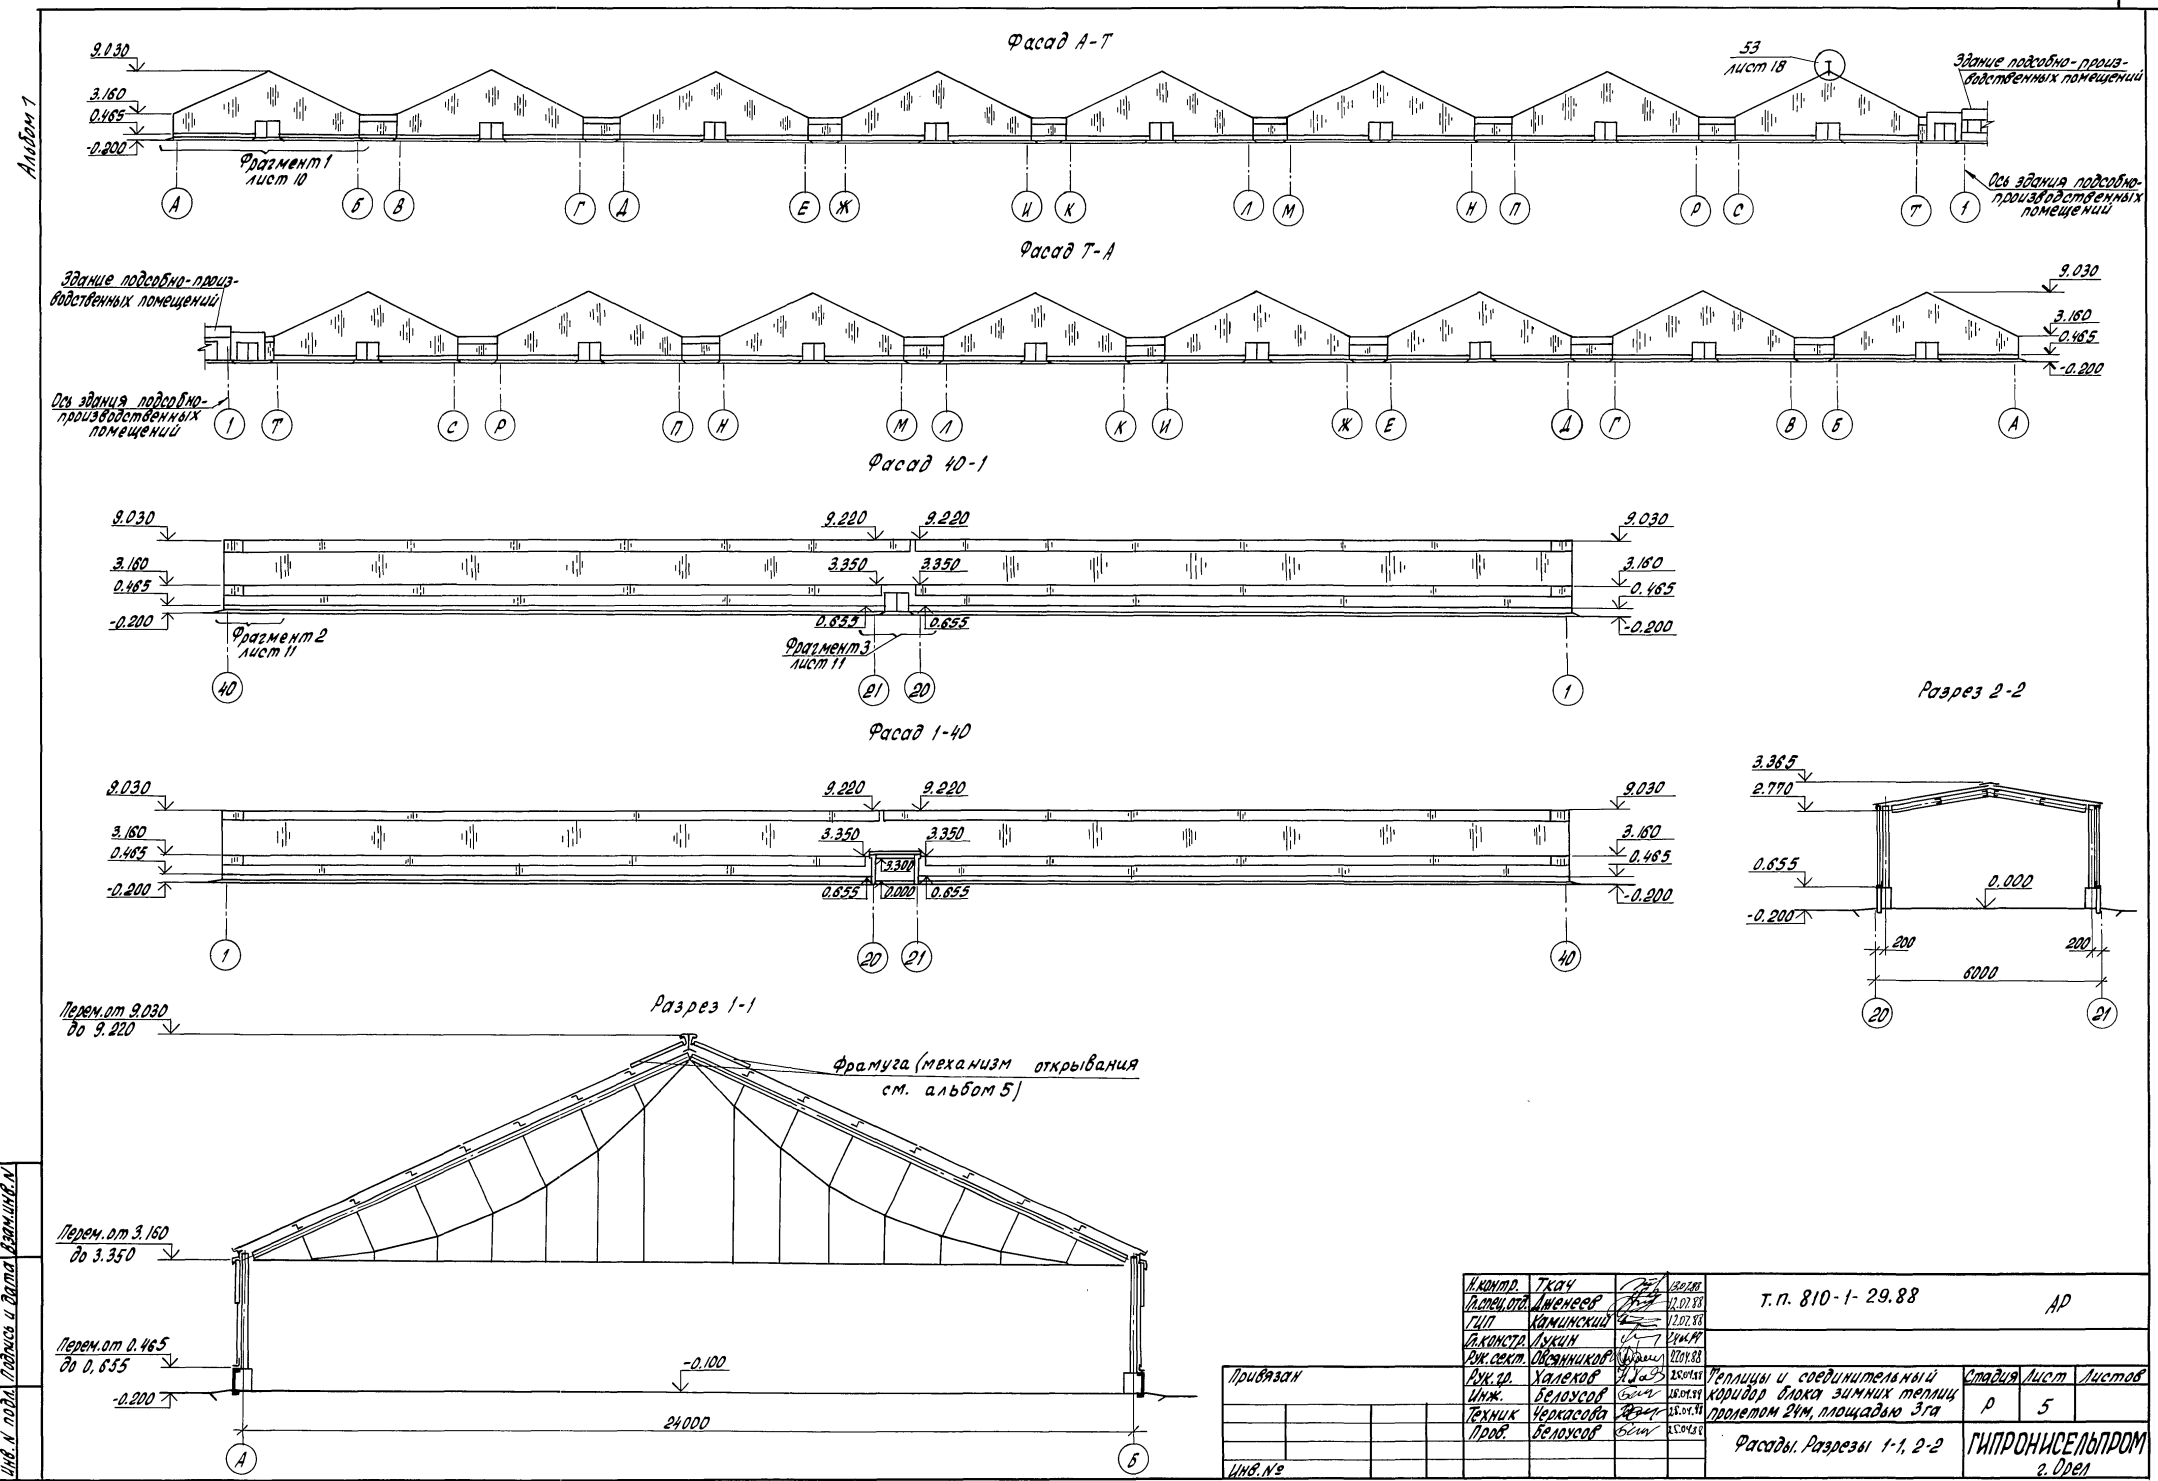 Альбом 1
Фасад А-Т
9.030
3.160
0.465
-0.200
Фрагмент 1
лист 10
53
лист 18
Здание подсобно-произ-
водственных помещений
Ось здания подсобно-
производственных
помещений
А Б В Г Д Е Ж И К Л М Н П Р С Т 1
Фасад Т-А
Здание подсобно-произ-
водственных помещений
Ось здания подсобно-
производственных
помещений
9.030
3.160
0.465
-0.200
1 Т С Р П Н М Л К И Ж Е Д Г В Б А
Фасад 40-1
9.030 9.220 9.220 9.030
3.160 3.350 3.350 3.160
0.465 0.465
-0.200 0.655 0.655 -0.200
Фрагмент 2
лист 11
Фрагмент 3
лист 11
40 21 20 1
Фасад 1-40
9.030 9.220 9.220 9.030
3.160 3.350 3.350 3.160
0.465 3.300 0.465
-0.200 0.655 0.000 0.655 -0.200
1 20 21 40
Разрез 2-2
3.365
2.770
0.655
0.000
-0.200
200 200
6000
20 21
Разрез 1-1
Перем. от 9.030
до 9.220
Фрамуга (механизм открывания
см. альбом 5)
Перем. от 3.160
до 3.350
Перем. от 0.465
до 0,655
-0.100
-0.200
24000
А Б
Инв. N подл. Подпись и дата Взам.инв.N
Привязан
Инв. №
Н.контр. Ткач
Гл.спец.отд. Дженеев 12.07.88
ГИП Каминский 12.07.88
Гл.констр. Лукин
Рук.сект. Овсянников
Рук.гр. Халеков
Инж. Белоусов
Техник Черкасова
Пров. Белоусов
Т.П. 810-1-29.88 АР
Теплицы и соединительный
коридор блока зимних теплиц
пролетом 24м, площадью 3га
Стадия Лист Листов
Р 5
Фасады. Разрезы 1-1, 2-2
ГИПРОНИСЕЛЬПРОМ
г. Орел